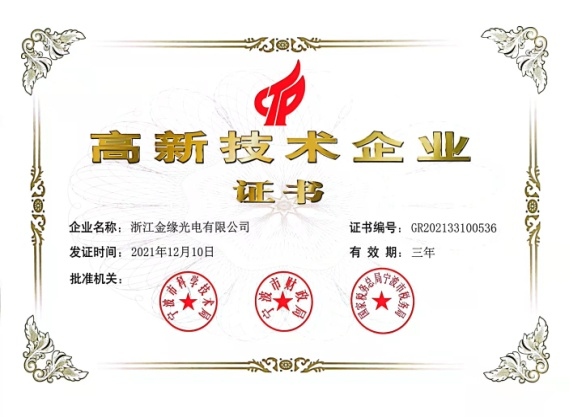 高新技术企业
证书
企业名称：浙江金缘光电有限公司
证书编号：GR202133100536
发证时间：2021年12月10日
有效期：三年
批准机关：
宁波市科学技术局
宁波市财政局
国家税务总局宁波市税务局